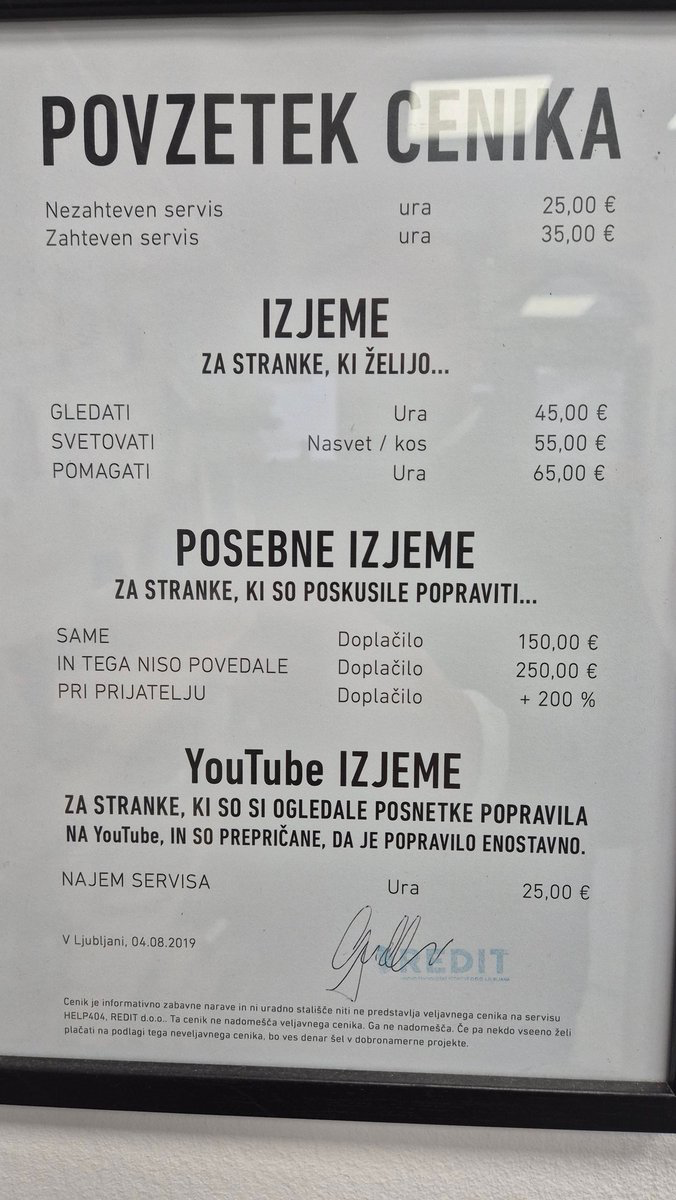 POVZETEK CENIKA
Nezahteven servis ura 25,00 €
Zahteven servis ura 35,00 €
IZJEME
ZA STRANKE, KI ŽELIJO...
GLEDATI Ura 45,00 €
SVETOVATI Nasvet / kos 55,00 €
POMAGATI Ura 65,00 €
POSEBNE IZJEME
ZA STRANKE, KI SO POSKUSILE POPRAVITI...
SAME Doplačilo 150,00 €
IN TEGA NISO POVEDALE Doplačilo 250,00 €
PRI PRIJATELJU Doplačilo + 200 %
YouTube IZJEME
ZA STRANKE, KI SO SI OGLEDALE POSNETKE POPRAVILA
NA YouTube, IN SO PREPRIČANE, DA JE POPRAVILO ENOSTAVNO.
NAJEM SERVISA Ura 25,00 €
V Ljubljani, 04.08.2019
REDIT
Cenik je informativno zabavne narave in ni uradno stališče niti ne predstavlja veljavnega cenika na servisu
HELP404, REDIT d.o.o.. Ta cenik ne nadomešča veljavnega cenika. Ga ne nadomešča. Če pa nekdo vseeno želi
plačati na podlagi tega neveljavnega cenika, bo ves denar šel v dobronamerne projekte.